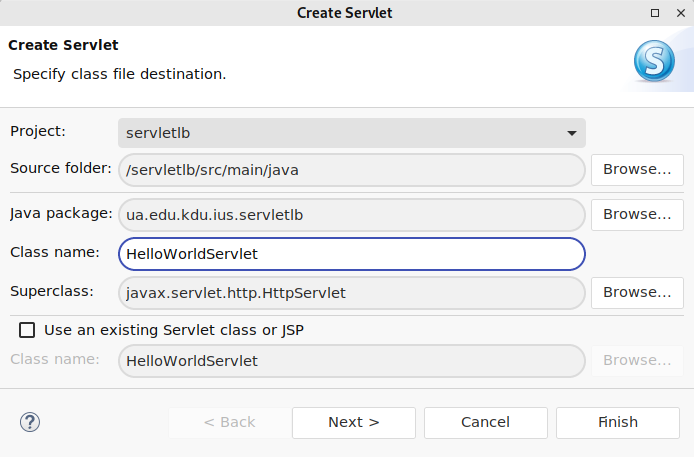 Create Servlet
Create Servlet
Specify class file destination.
S
Project: servletlb
Source folder: /servletlb/src/main/java Browse...
Java package: ua.edu.kdu.ius.servletlb Browse...
Class name: HelloWorldServlet
Superclass: javax.servlet.http.HttpServlet Browse...
Use an existing Servlet class or JSP
Class name: HelloWorldServlet Browse...
? < Back Next > Cancel Finish